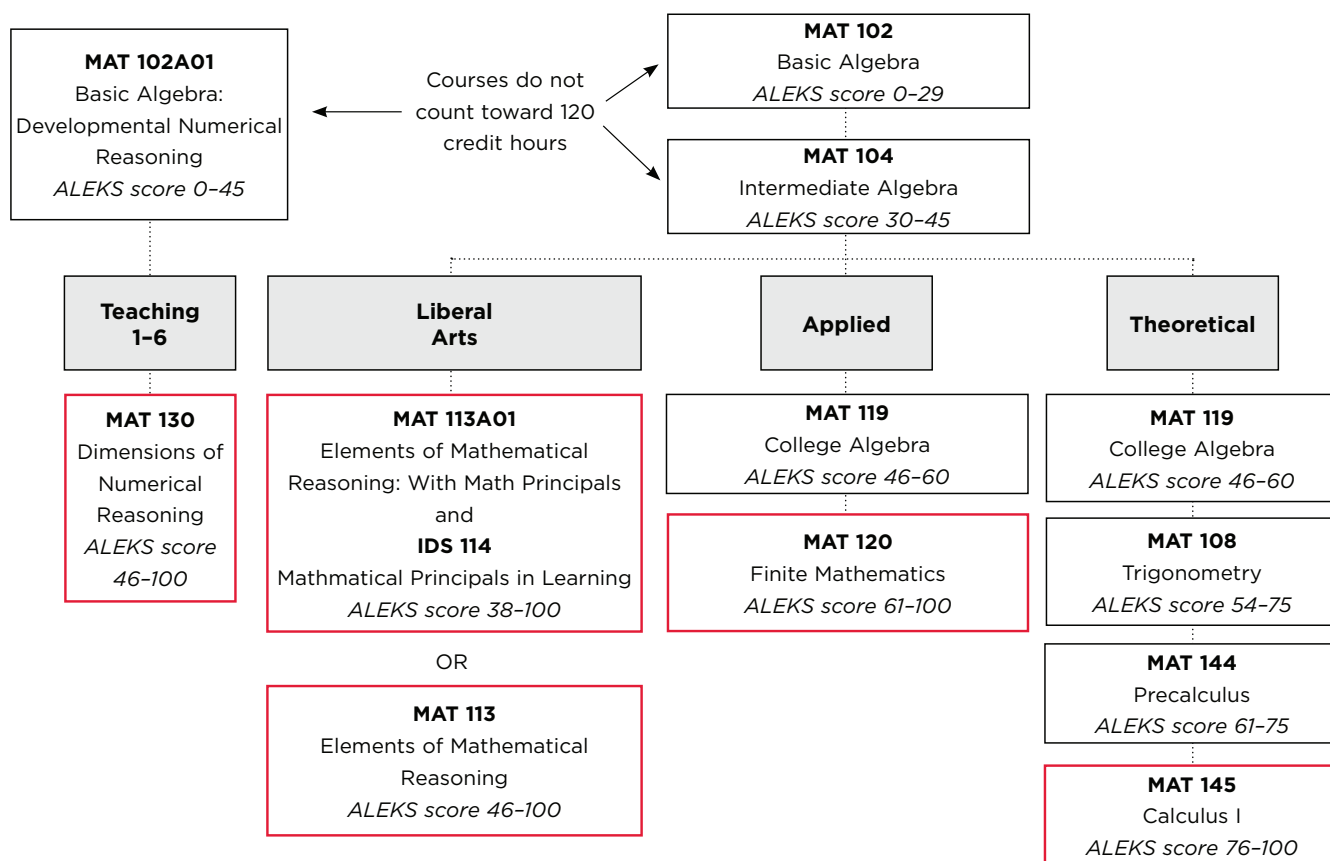 MAT 102A01
Basic Algebra:
Developmental Numerical
Reasoning
ALEKS score 0–45
Courses do not
count toward 120
credit hours
MAT 102
Basic Algebra
ALEKS score 0–29
MAT 104
Intermediate Algebra
ALEKS score 30–45
Teaching
1–6
Liberal
Arts
Applied
Theoretical
MAT 130
Dimensions of
Numerical
Reasoning
ALEKS score
46–100
MAT 113A01
Elements of Mathematical
Reasoning: With Math Principals
and
IDS 114
Mathmatical Principals in Learning
ALEKS score 38–100
OR
MAT 113
Elements of Mathematical
Reasoning
ALEKS score 46–100
MAT 119
College Algebra
ALEKS score 46–60
MAT 120
Finite Mathematics
ALEKS score 61–100
MAT 119
College Algebra
ALEKS score 46–60
MAT 108
Trigonometry
ALEKS score 54–75
MAT 144
Precalculus
ALEKS score 61–75
MAT 145
Calculus I
ALEKS score 76–100